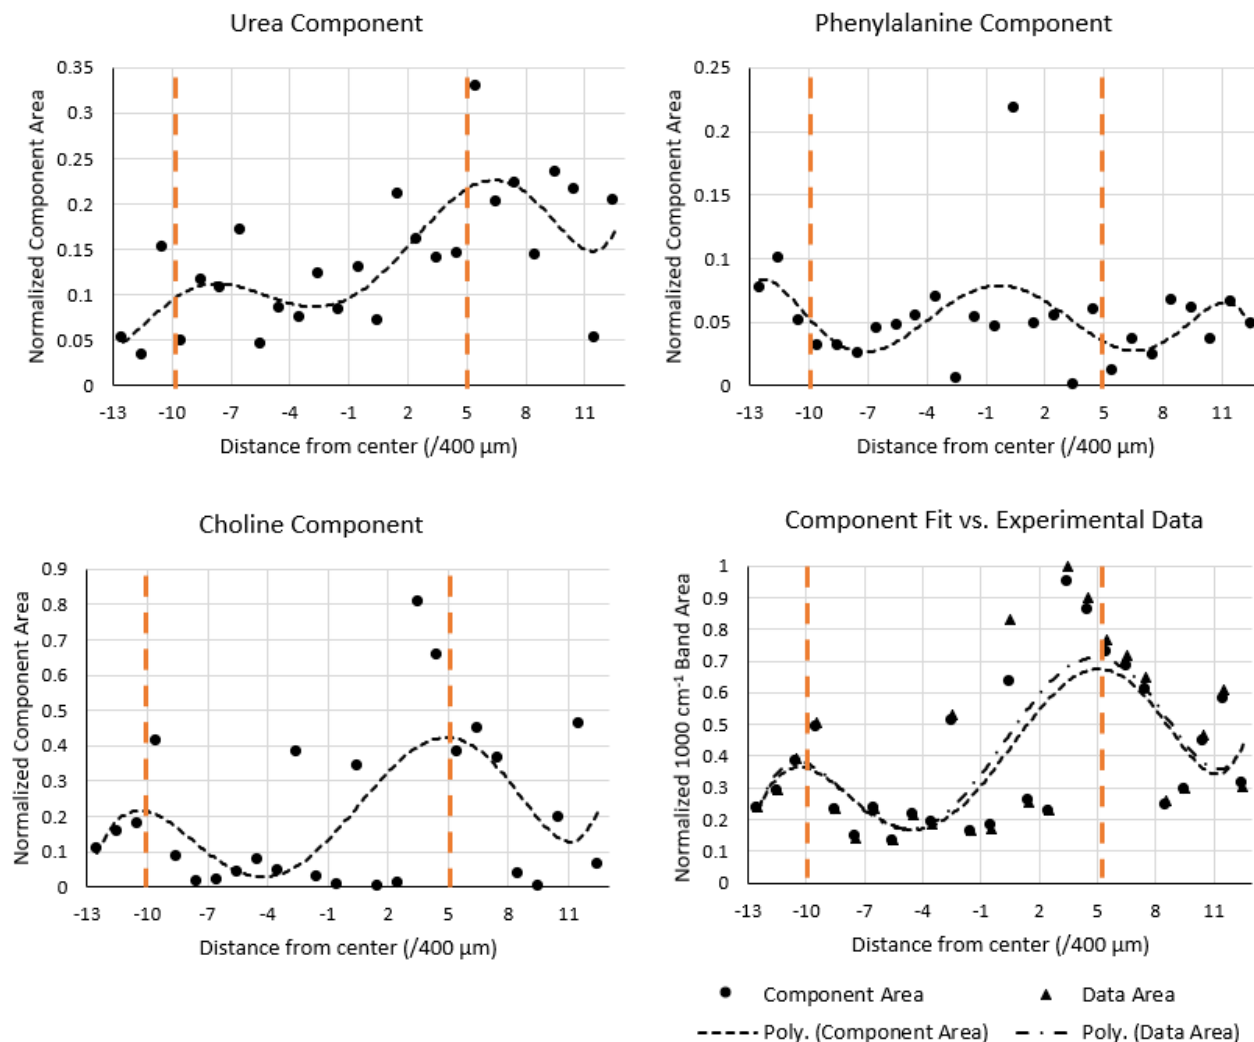 Urea Component
Normalized Component Area
0.35
0.3
0.25
0.2
0.15
0.1
0.05
0
-13 -10 -7 -4 -1 2 5 8 11
Distance from center (/400 µm)
Phenylalanine Component
Normalized Component Area
0.25
0.2
0.15
0.1
0.05
0
-13 -10 -7 -4 -1 2 5 8 11
Distance from center (/400 µm)
Choline Component
Normalized Component Area
0.9
0.8
0.7
0.6
0.5
0.4
0.3
0.2
0.1
0
-13 -10 -7 -4 -1 2 5 8 11
Distance from center (/400 µm)
Component Fit vs. Experimental Data
Normalized 1000 cm⁻¹ Band Area
1
0.9
0.8
0.7
0.6
0.5
0.4
0.3
0.2
0.1
0
-13 -10 -7 -4 -1 2 5 8 11
Distance from center (/400 µm)
Component Area
Data Area
Poly. (Component Area)
Poly. (Data Area)